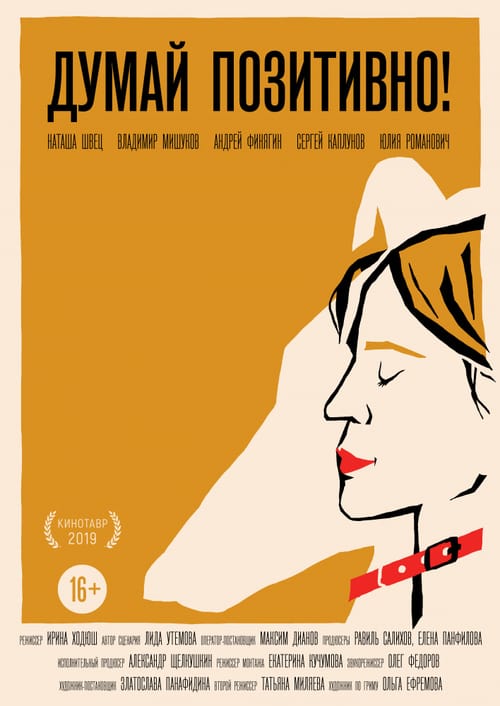 ДУМАЙ ПОЗИТИВНО!
НАТАША ШВЕЦ ВЛАДИМИР МИШУКОВ АНДРЕЙ ФИНЯГИН СЕРГЕЙ КАПЛУНОВ ЮЛИЯ РОМАНОВИЧ
КИНОТАВР
2019
16+
РЕЖИССЕР ИРИНА ХОДЮШ АВТОР СЦЕНАРИЯ ЛИДА УТЕМОВА ОПЕРАТОР-ПОСТАНОВЩИК МАКСИМ ДИАНОВ ПРОДЮСЕРЫ РАВИЛЬ САЛИХОВ, ЕЛЕНА ПАНФИЛОВА
ИСПОЛНИТЕЛЬНЫЙ ПРОДЮСЕР АЛЕКСАНДР ЩЕЛКУШКИН РЕЖИССЕР МОНТАЖА ЕКАТЕРИНА КУЧУМОВА ЗВУКОРЕЖИССЕР ОЛЕГ ФЕДОРОВ
ХУДОЖНИК-ПОСТАНОВЩИК ЗЛАТОСЛАВА ПАНАФИДИНА ВТОРОЙ РЕЖИССЕР ТАТЬЯНА МИЛЯЕВА ХУДОЖНИК ПО ГРИМУ ОЛЬГА ЕФРЕМОВА